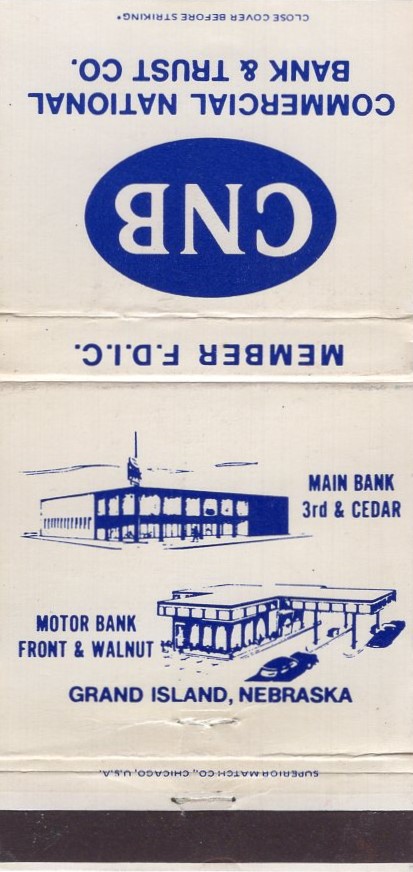 CLOSE COVER BEFORE STRIKING
COMMERCIAL NATIONAL
BANK & TRUST CO.
CNB
MEMBER F.D.I.C.
MAIN BANK
3rd & CEDAR
MOTOR BANK
FRONT & WALNUT
GRAND ISLAND, NEBRASKA
SUPERIOR MATCH CO., CHICAGO, U.S.A.